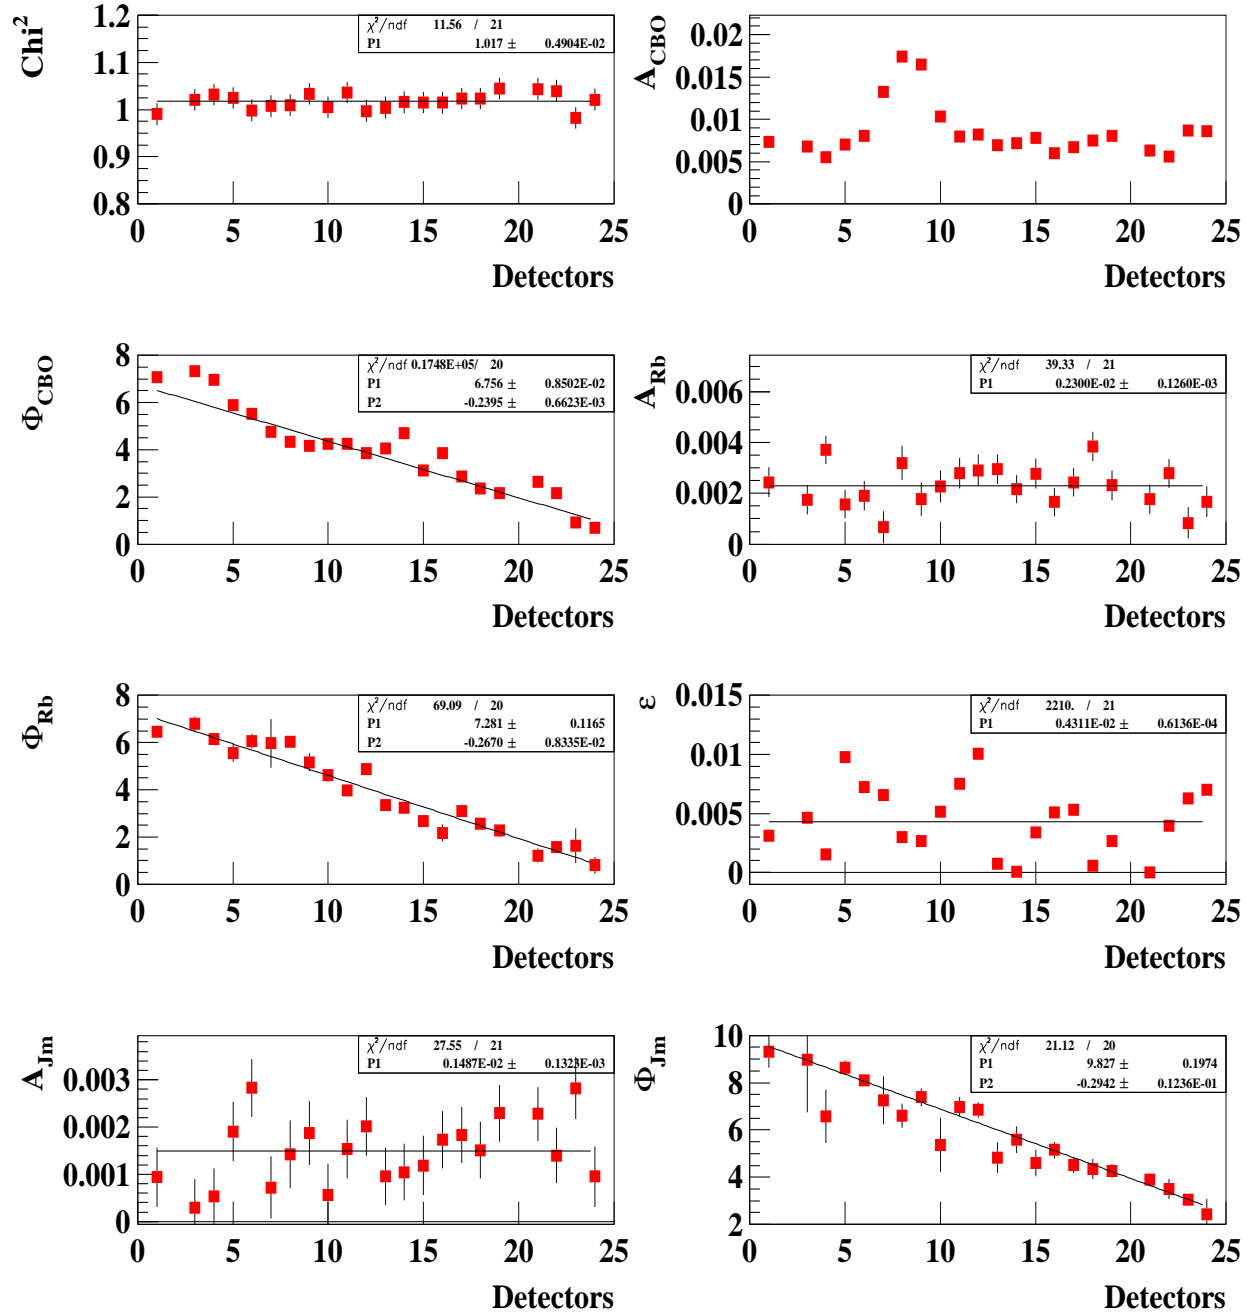 Chi²
1.2
1.1
1
0.9
0.8
χ²/ndf 11.56 / 21
P1 1.017 ± 0.4904E-02
0 5 10 15 20 25
Detectors
A_CBO
0.02
0.015
0.01
0.005
0
0 5 10 15 20 25
Detectors
Φ_CBO
8
6
4
2
0
χ²/ndf 0.1748E+05/ 20
P1 6.756 ± 0.8502E-02
P2 -0.2395 ± 0.6623E-03
0 5 10 15 20 25
Detectors
A_Rb
0.006
0.004
0.002
0
χ²/ndf 39.33 / 21
P1 0.2300E-02 ± 0.1260E-03
0 5 10 15 20 25
Detectors
Φ_Rb
8
6
4
2
0
χ²/ndf 69.09 / 20
P1 7.281 ± 0.1165
P2 -0.2670 ± 0.8335E-02
0 5 10 15 20 25
Detectors
ε
0.015
0.01
0.005
0
χ²/ndf 2210. / 21
P1 0.4311E-02 ± 0.6136E-04
0 5 10 15 20 25
Detectors
A_Jm
0.003
0.002
0.001
0
χ²/ndf 27.55 / 21
P1 0.1487E-02 ± 0.1323E-03
0 5 10 15 20 25
Detectors
Φ_Jm
10
8
6
4
2
χ²/ndf 21.12 / 20
P1 9.827 ± 0.1974
P2 -0.2942 ± 0.1236E-01
0 5 10 15 20 25
Detectors